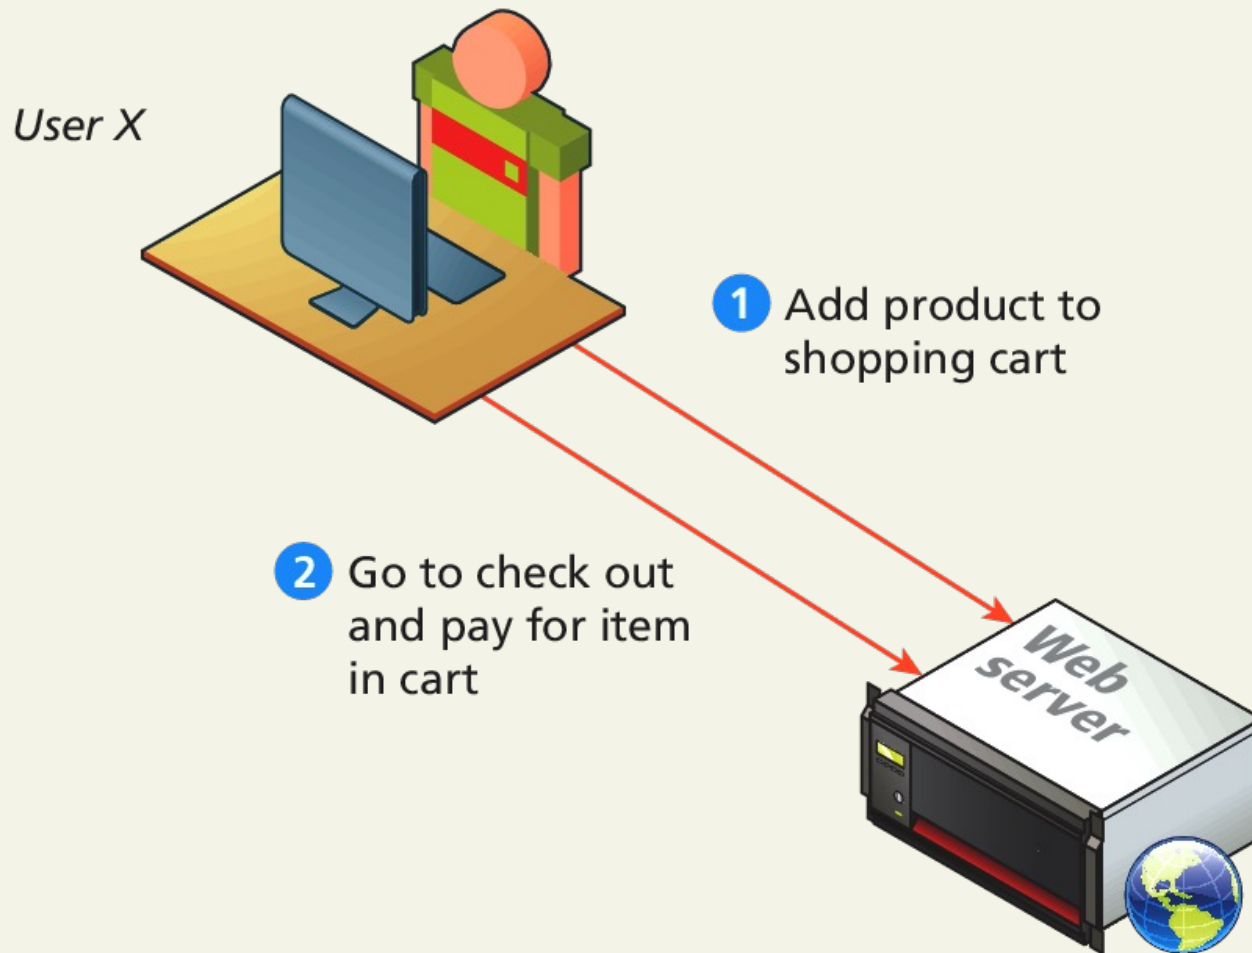 User X
1 Add product to
shopping cart
2 Go to check out
and pay for item
in cart
Web
server